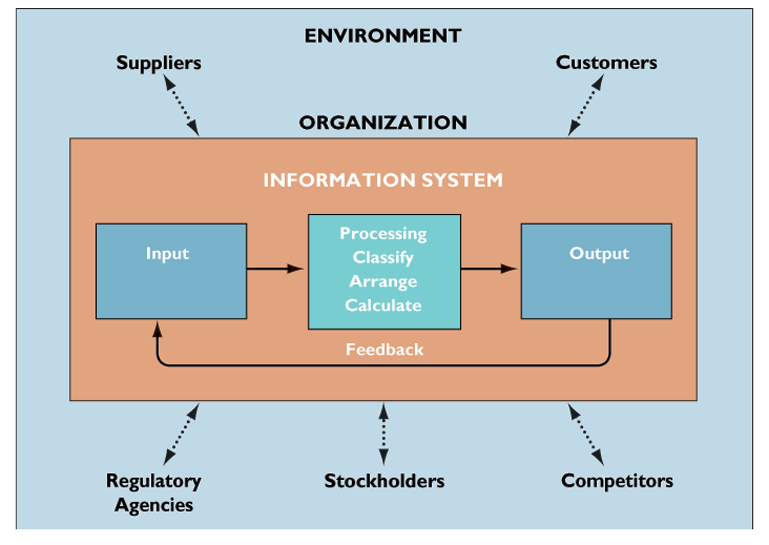 ENVIRONMENT
Suppliers
Customers
ORGANIZATION
INFORMATION SYSTEM
Input
Processing
Classify
Arrange
Calculate
Output
Feedback
Regulatory
Agencies
Stockholders
Competitors